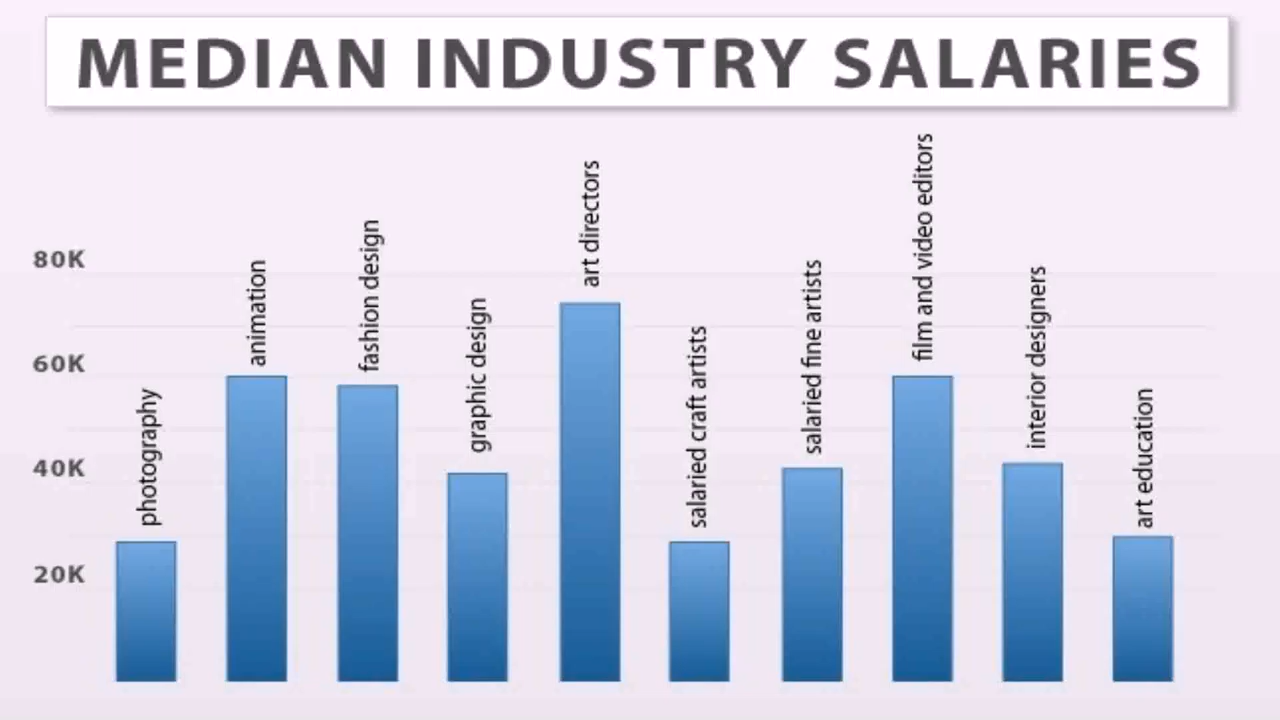 MEDIAN INDUSTRY SALARIES
80K
60K
40K
20K
photography
animation
fashion design
graphic design
art directors
salaried craft artists
salaried fine artists
film and video editors
interior designers
art education